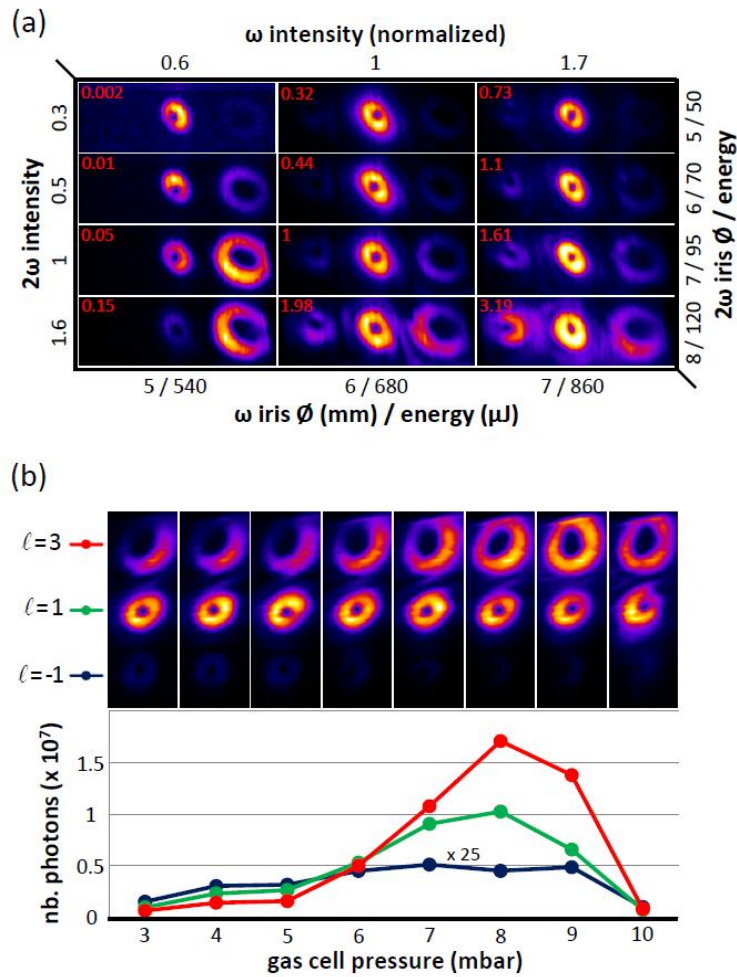 (a)
ω intensity (normalized)
0.6 1 1.7
2ω intensity
0.3 0.5 1 1.6
0.002 0.32 0.73
0.01 0.44 1.1
0.05 1 1.61
0.15 1.98 3.19
5 / 50 6 / 70 7 / 95 8 / 120
2ω iris Ø / energy
5 / 540 6 / 680 7 / 860
ω iris Ø (mm) / energy (μJ)
(b)
ℓ=3
ℓ=1
ℓ=-1
nb. photons (x 10⁷)
1.5
1
0.5
0
x 25
3 4 5 6 7 8 9 10
gas cell pressure (mbar)